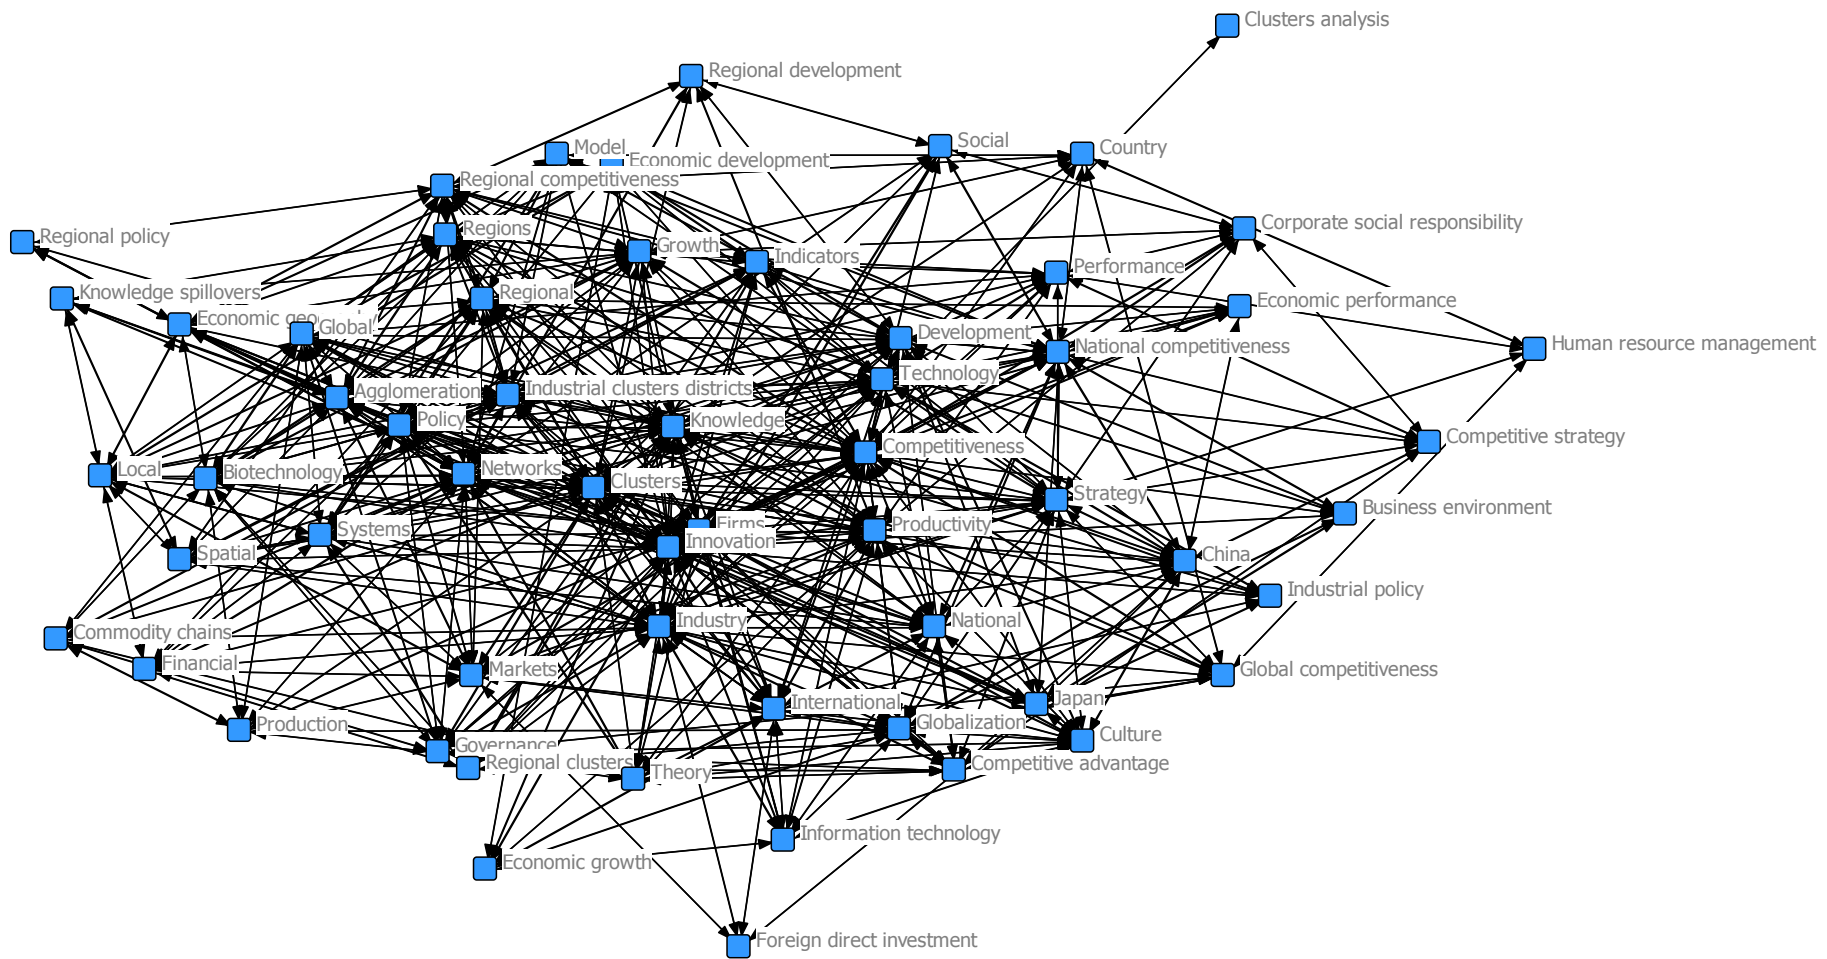 Clusters analysis
Regional development
Social
Country
Model
Economic development
Regional competitiveness
Corporate social responsibility
Regions
Regional policy
Growth
Indicators
Performance
Knowledge spillovers
Regional
Economic performance
Economic geography
Global
Development
National competitiveness
Human resource management
Technology
Agglomeration
Industrial clusters districts
Policy
Knowledge
Competitive strategy
Competitiveness
Local
Biotechnology
Networks
Clusters
Strategy
Business environment
Systems
Firms
Productivity
Innovation
Spatial
China
Industrial policy
Commodity chains
Industry
National
Financial
Markets
Global competitiveness
International
Japan
Production
Globalization
Culture
Governance
Regional clusters
Theory
Competitive advantage
Information technology
Economic growth
Foreign direct investment